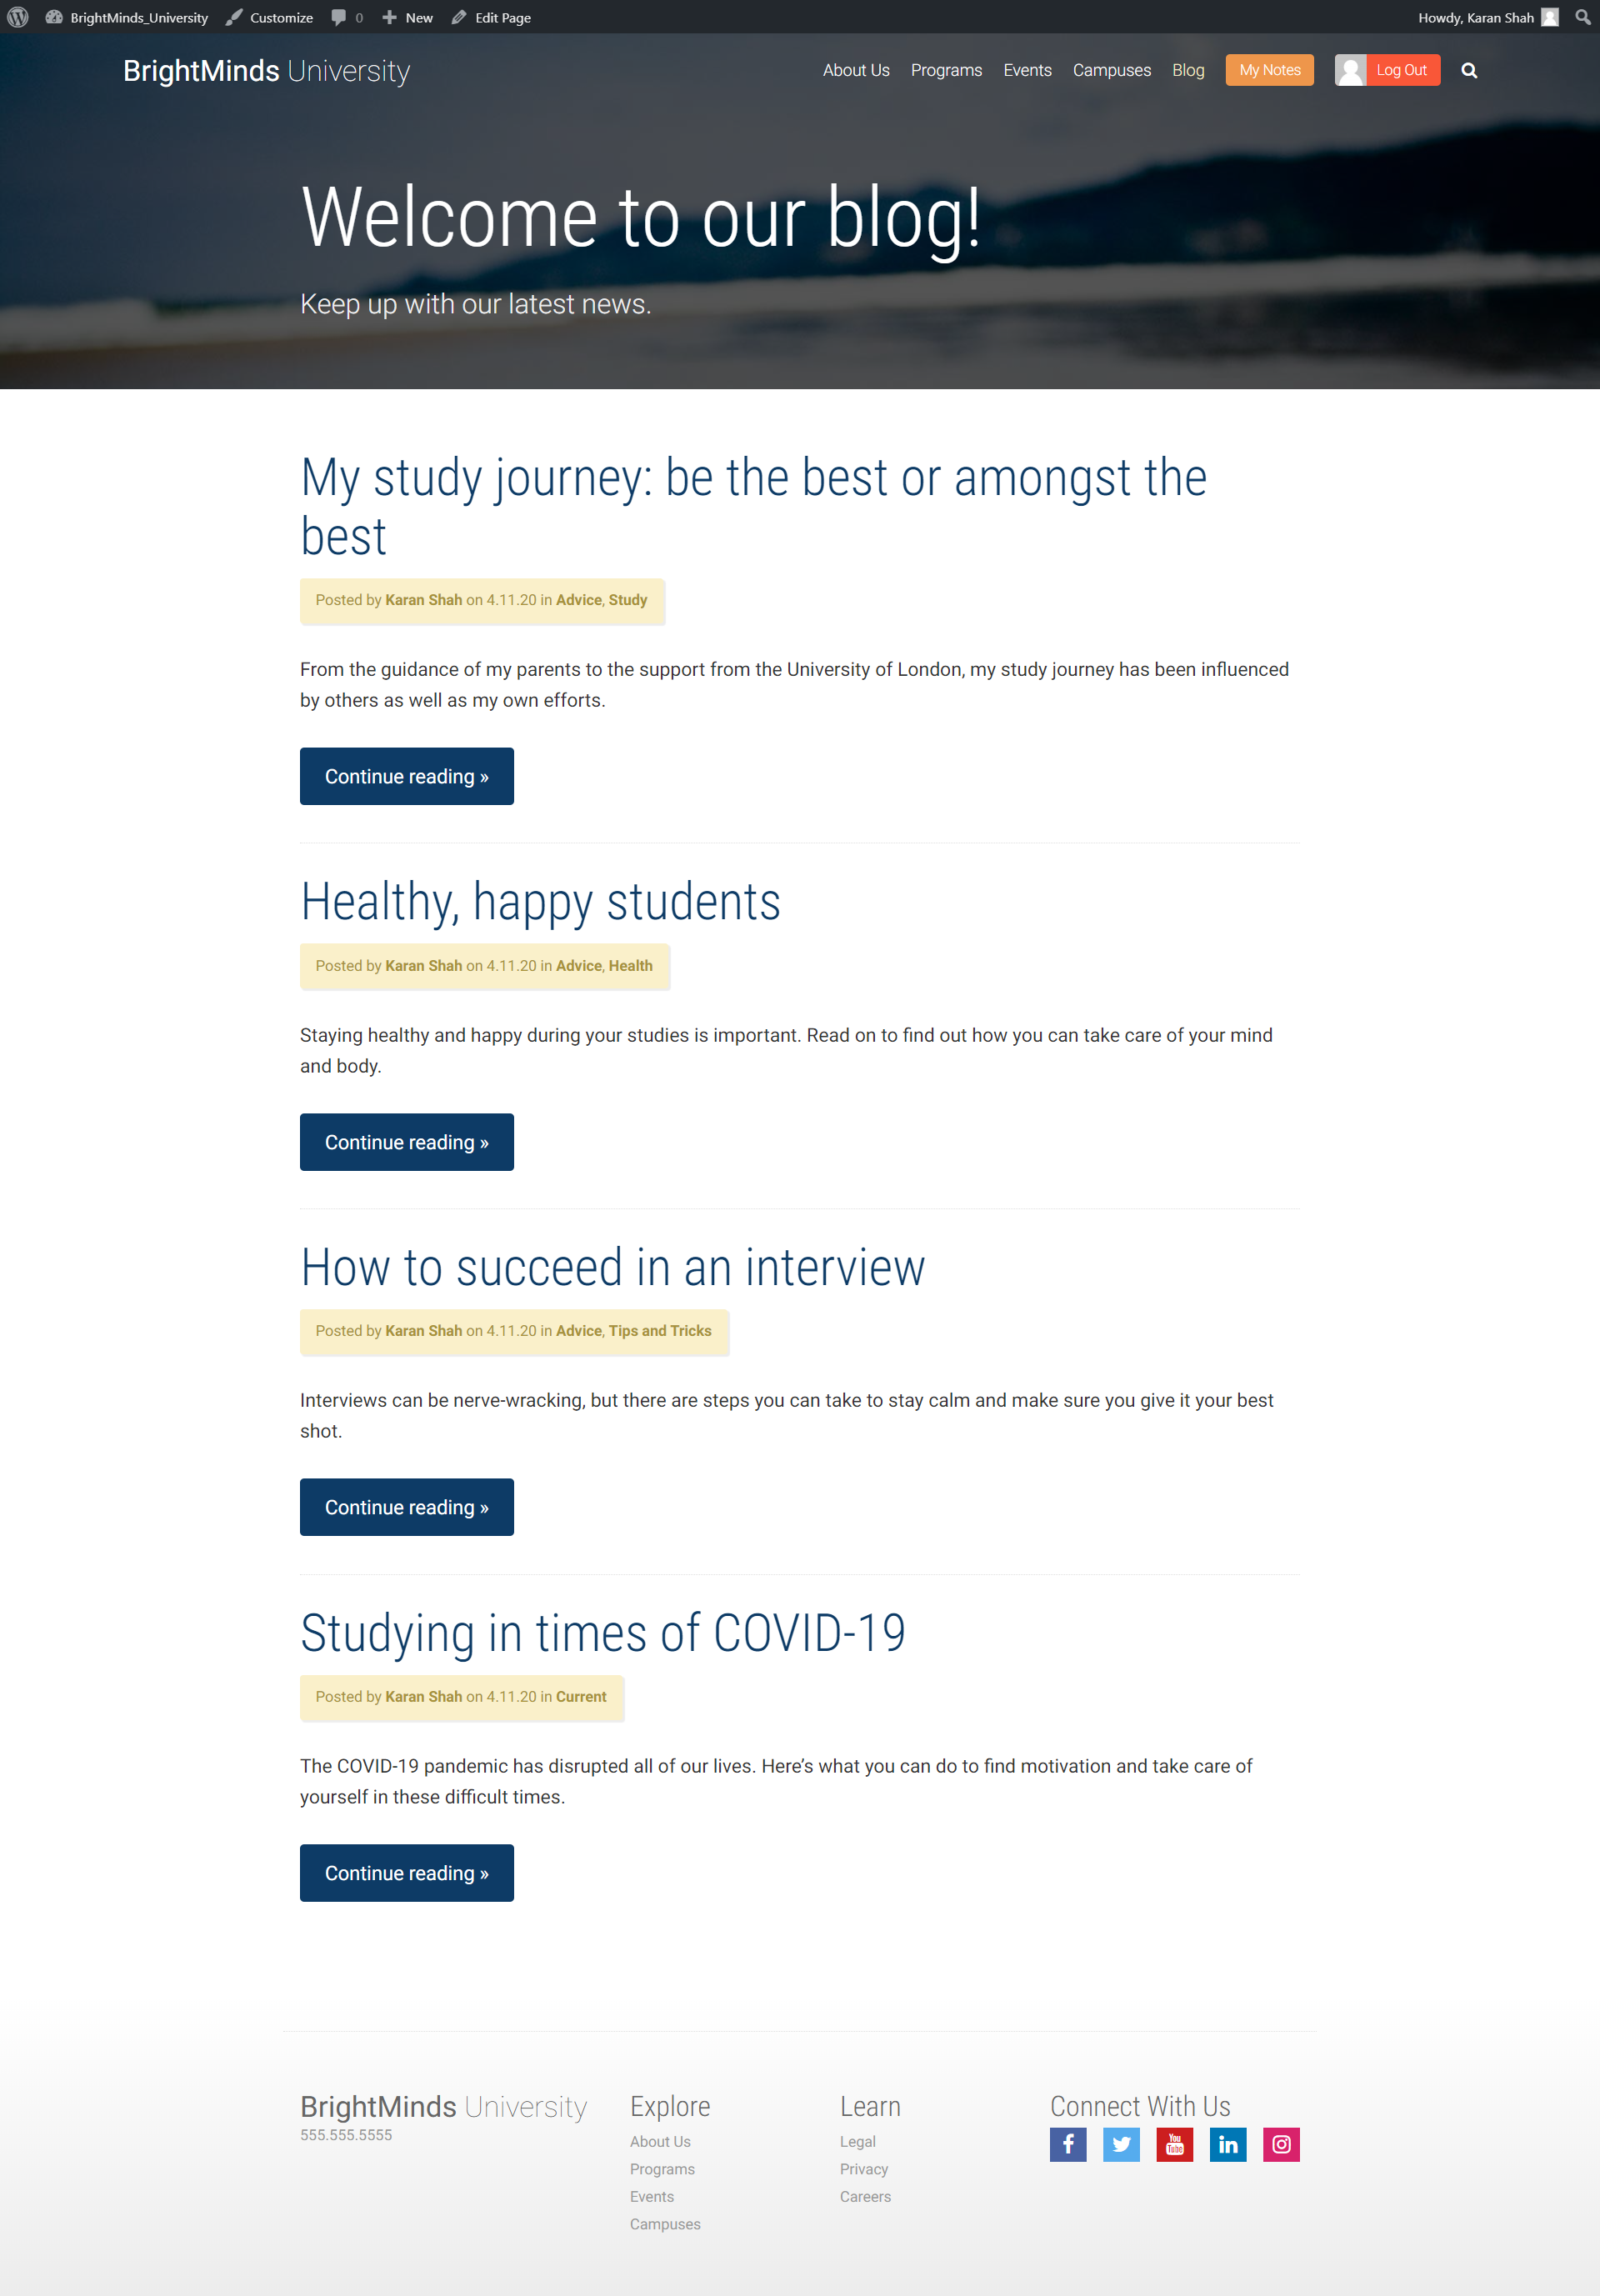 BrightMinds_University Customize 0 New Edit Page Howdy, Karan Shah
BrightMinds University About Us Programs Events Campuses Blog My Notes Log Out
Welcome to our blog!
Keep up with our latest news.
My study journey: be the best or amongst the
best
Posted by Karan Shah on 4.11.20 in Advice, Study
From the guidance of my parents to the support from the University of London, my study journey has been influenced
by others as well as my own efforts.
Continue reading »
Healthy, happy students
Posted by Karan Shah on 4.11.20 in Advice, Health
Staying healthy and happy during your studies is important. Read on to find out how you can take care of your mind
and body.
Continue reading »
How to succeed in an interview
Posted by Karan Shah on 4.11.20 in Advice, Tips and Tricks
Interviews can be nerve-wracking, but there are steps you can take to stay calm and make sure you give it your best
shot.
Continue reading »
Studying in times of COVID-19
Posted by Karan Shah on 4.11.20 in Current
The COVID-19 pandemic has disrupted all of our lives. Here’s what you can do to find motivation and take care of
yourself in these difficult times.
Continue reading »
BrightMinds University
555.555.5555
Explore
About Us
Programs
Events
Campuses
Learn
Legal
Privacy
Careers
Connect With Us
You Tube